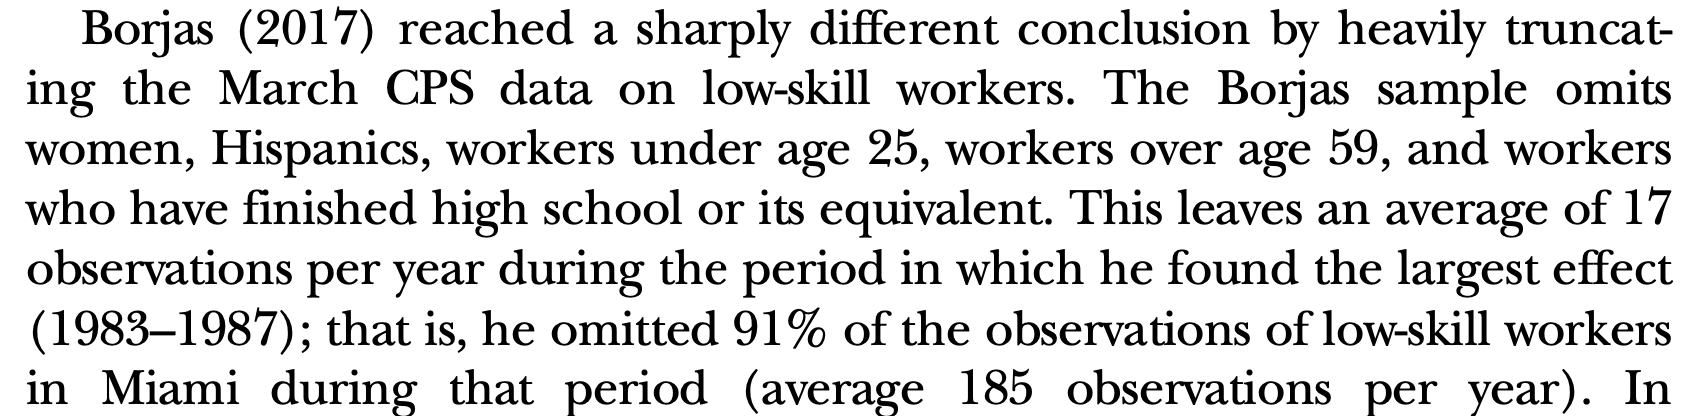 Borjas (2017) reached a sharply different conclusion by heavily truncat-
ing the March CPS data on low-skill workers. The Borjas sample omits
women, Hispanics, workers under age 25, workers over age 59, and workers
who have finished high school or its equivalent. This leaves an average of 17
observations per year during the period in which he found the largest effect
(1983–1987); that is, he omitted 91% of the observations of low-skill workers
in Miami during that period (average 185 observations per year). In